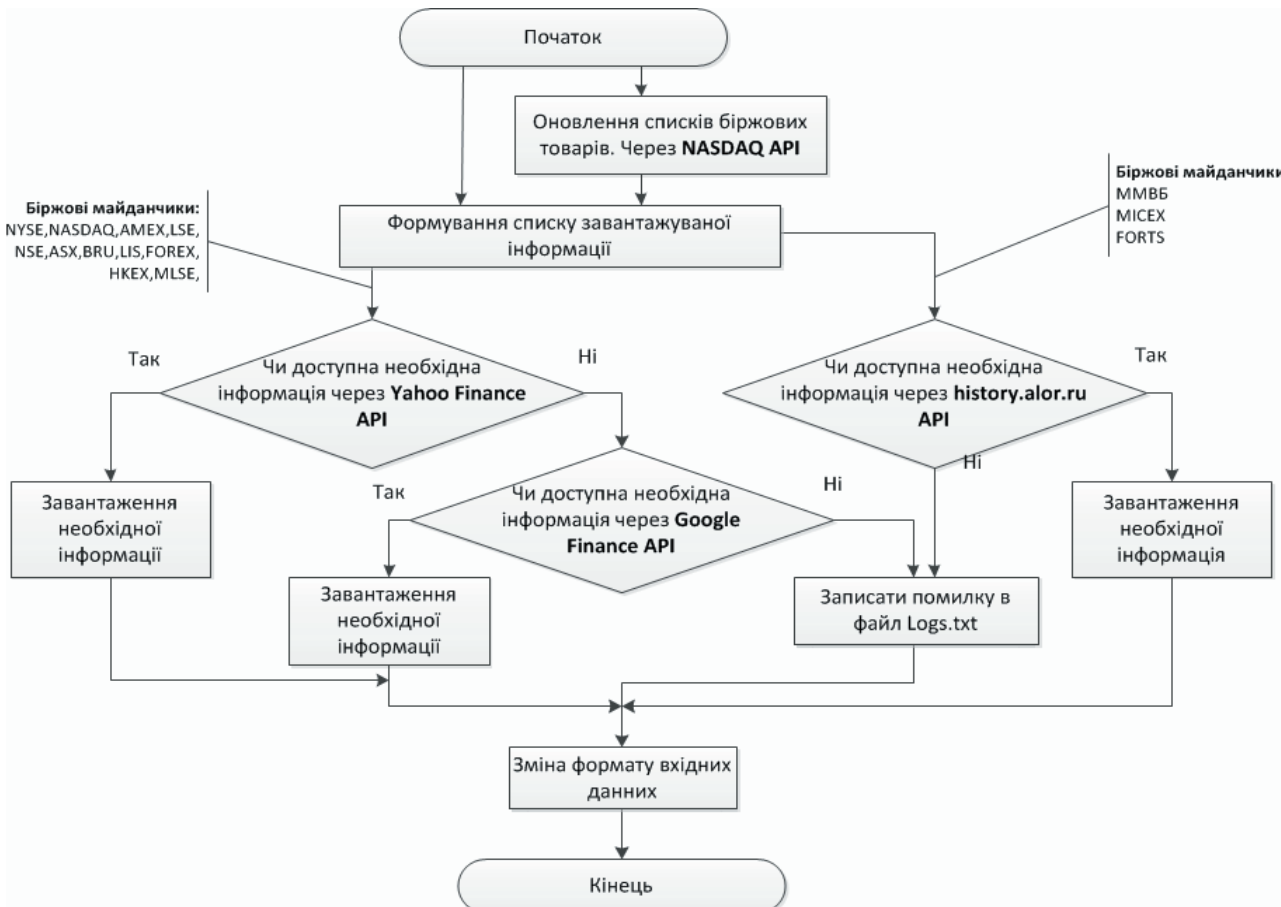 Початок
Оновлення списків біржових
товарів. Через NASDAQ API
Біржові майданчики:
NYSE,NASDAQ,AMEX,LSE,
NSE,ASX,BRU,LIS,FOREX,
HKEX,MLSE,
Формування списку завантажуваної
інформації
Біржові майданчики
ММВБ
MICEX
FORTS
Так
Чи доступна необхідна
інформація через Yahoo Finance
API
Ні
Чи доступна необхідна
інформація через history.alor.ru
API
Так
Ні
Завантаження
необхідної
інформації
Так
Чи доступна необхідна
інформація через Google
Finance API
Ні
Завантаження
необхідної
інформація
Завантаження
необхідної
інформації
Записати помилку в
файл Logs.txt
Зміна формату вхідних
данних
Кінець